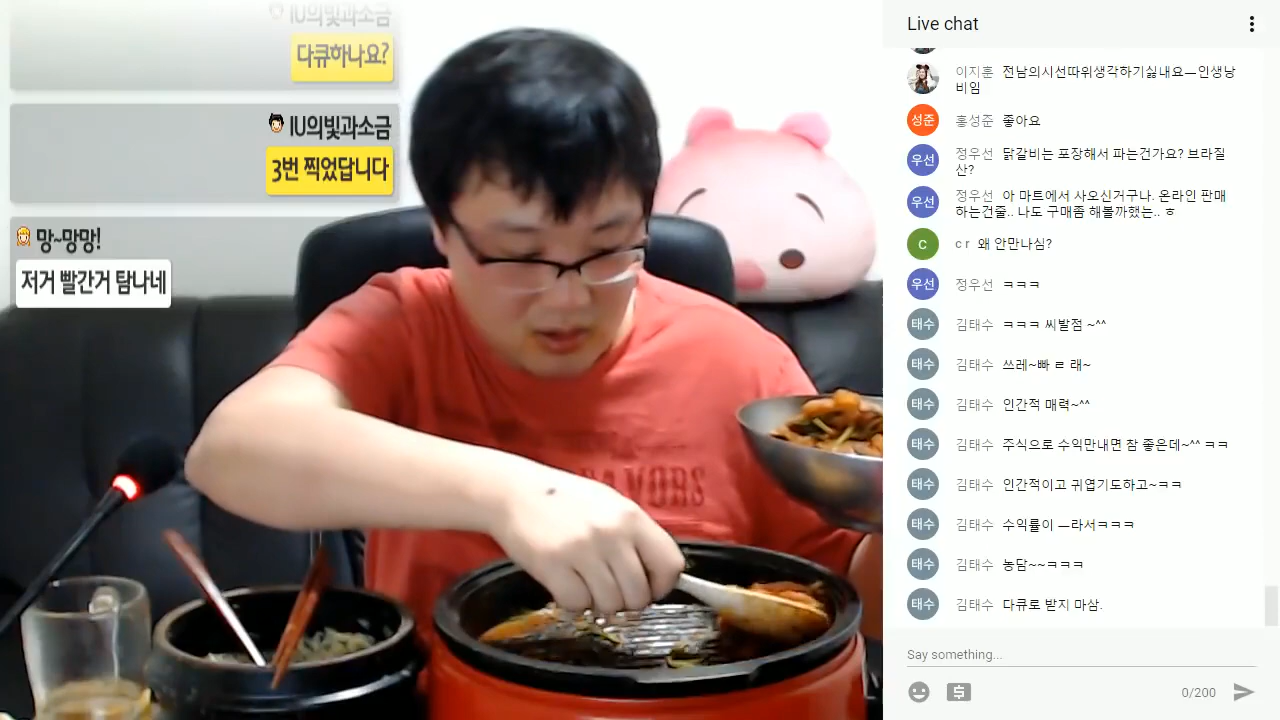 IU의빛과소금
다큐하나요?
IU의빛과소금
3번 찍었답니다
망~망망!
저거 빨간거 탐나네
Live chat
이지훈 전남의시선따위생각하기싫내요ㅡ인생낭
비임
성준 홍성준 좋아요
우선 정우선 닭갈비는 포장해서 파는건가요? 브라질
산?
우선 정우선 아 마트에서 사오신거구나. 온라인 판매
하는건줄.. 나도 구매좀 해볼까했는.. ㅎ
C c r 왜 안만나심?
우선 정우선 ㅋㅋㅋ
태수 김태수 ㅋㅋㅋ 씨발점 ~^^
태수 김태수 쓰레~빠 ㄹ 래~
태수 김태수 인간적 매력~^^
태수 김태수 주식으로 수익만내면 참 좋은데~^^ ㅋㅋ
태수 김태수 인간적이고 귀엽기도하고~ㅋㅋ
태수 김태수 수익률이 ㅡ라서ㅋㅋㅋ
태수 김태수 농담~~ㅋㅋㅋ
태수 김태수 다큐로 받지 마삼.
Say something...
0/200